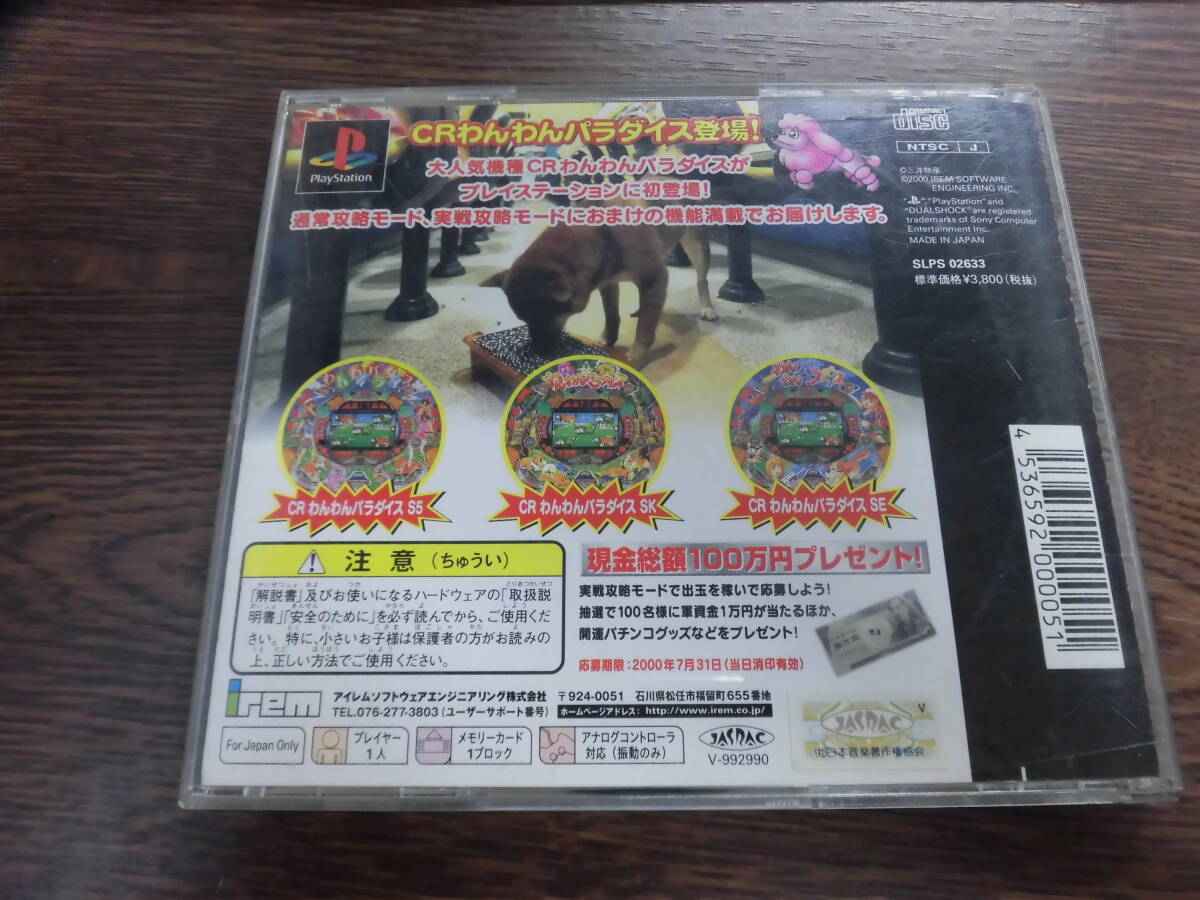 CRわんわんパラダイス登場!
大人気機種CRわんわんパラダイスが
プレイステーションに初登場!
通常攻略モード、実戦攻略モードにおまけの機能満載でお届けします。
PlayStation
COMPACT
disc
NTSC J
©三洋物産
©2000 IREM SOFTWARE
ENGINEERING INC.
" ", "PlayStation" and
"DUALSHOCK" are registered
trademarks of Sony Computer
Entertainment Inc.
MADE IN JAPAN
SLPS 02633
標準価格¥3,800(税抜)
CR わんわんパラダイス S5
CR わんわんパラダイス SK
CR わんわんパラダイス SE
4 536592 000051
注意(ちゅうい)
「解説書」及びお使いになるハードウェアの「取扱説
明書」「安全のために」を必ず読んでから、ご使用くだ
さい。特に、小さいお子様は保護者の方がお読みの
上、正しい方法でご使用ください。
現金総額100万円プレゼント!
実戦攻略モードで出玉を稼いで応募しよう!
抽選で100名様に軍資金1万円が当たるほか、
開運パチンコグッズなどをプレゼント!
応募期限:2000年7月31日(当日消印有効)
irem
アイレムソフトウェアエンジニアリング株式会社
〒924-0051 石川県松任市福留町655番地
TEL.076-277-3803(ユーザーサポート番号)
ホームページアドレス: http://www.irem.co.jp/
For Japan Only
プレイヤー
1人
メモリーカード
1ブロック
アナログコントローラ
対応(振動のみ)
JASRAC
V-992990
V
JASRAC
(社)日本音楽著作権協会